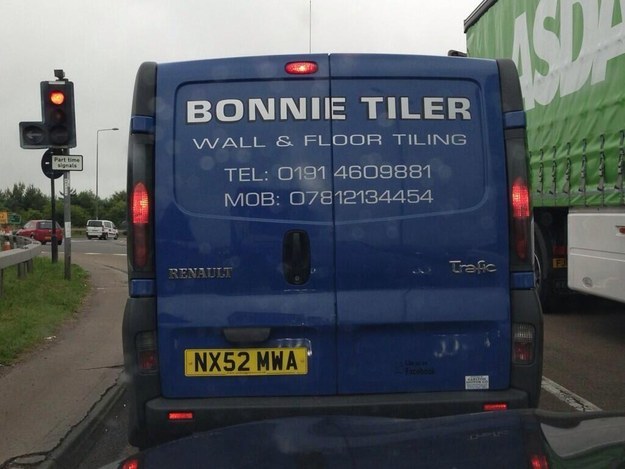 ASDA
BONNIE TILER
WALL & FLOOR TILING
TEL: 0191 4609881
MOB: 07812134454
Part time
signals
RENAULT
Trafic
NX52 MWA